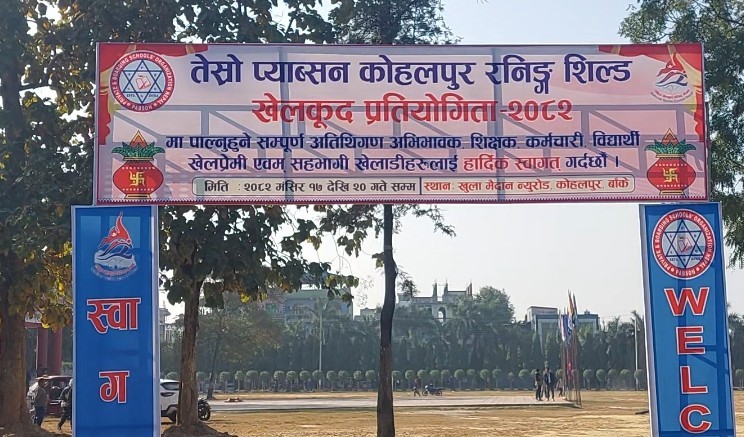 तेस्रो प्याब्सन कोहलपुर रनिङ्ग शिल्ड
खेलकूद प्रतियोगिता-२०८२
मा पाल्नुहुने सम्पूर्ण अतिथिगण अभिभावक, शिक्षक, कर्मचारी, विद्यार्थी
खेलप्रेमी एवम सहभागी खेलाडीहरुलाई हार्दिक स्वागत गर्दछौं ।
मिति : २०८२ मंसिर १७ देखि २० गते सम्म
स्थान: खुला मैदान न्यूरोड, कोहलपुर, बाँके
स्वा
ग
WELC